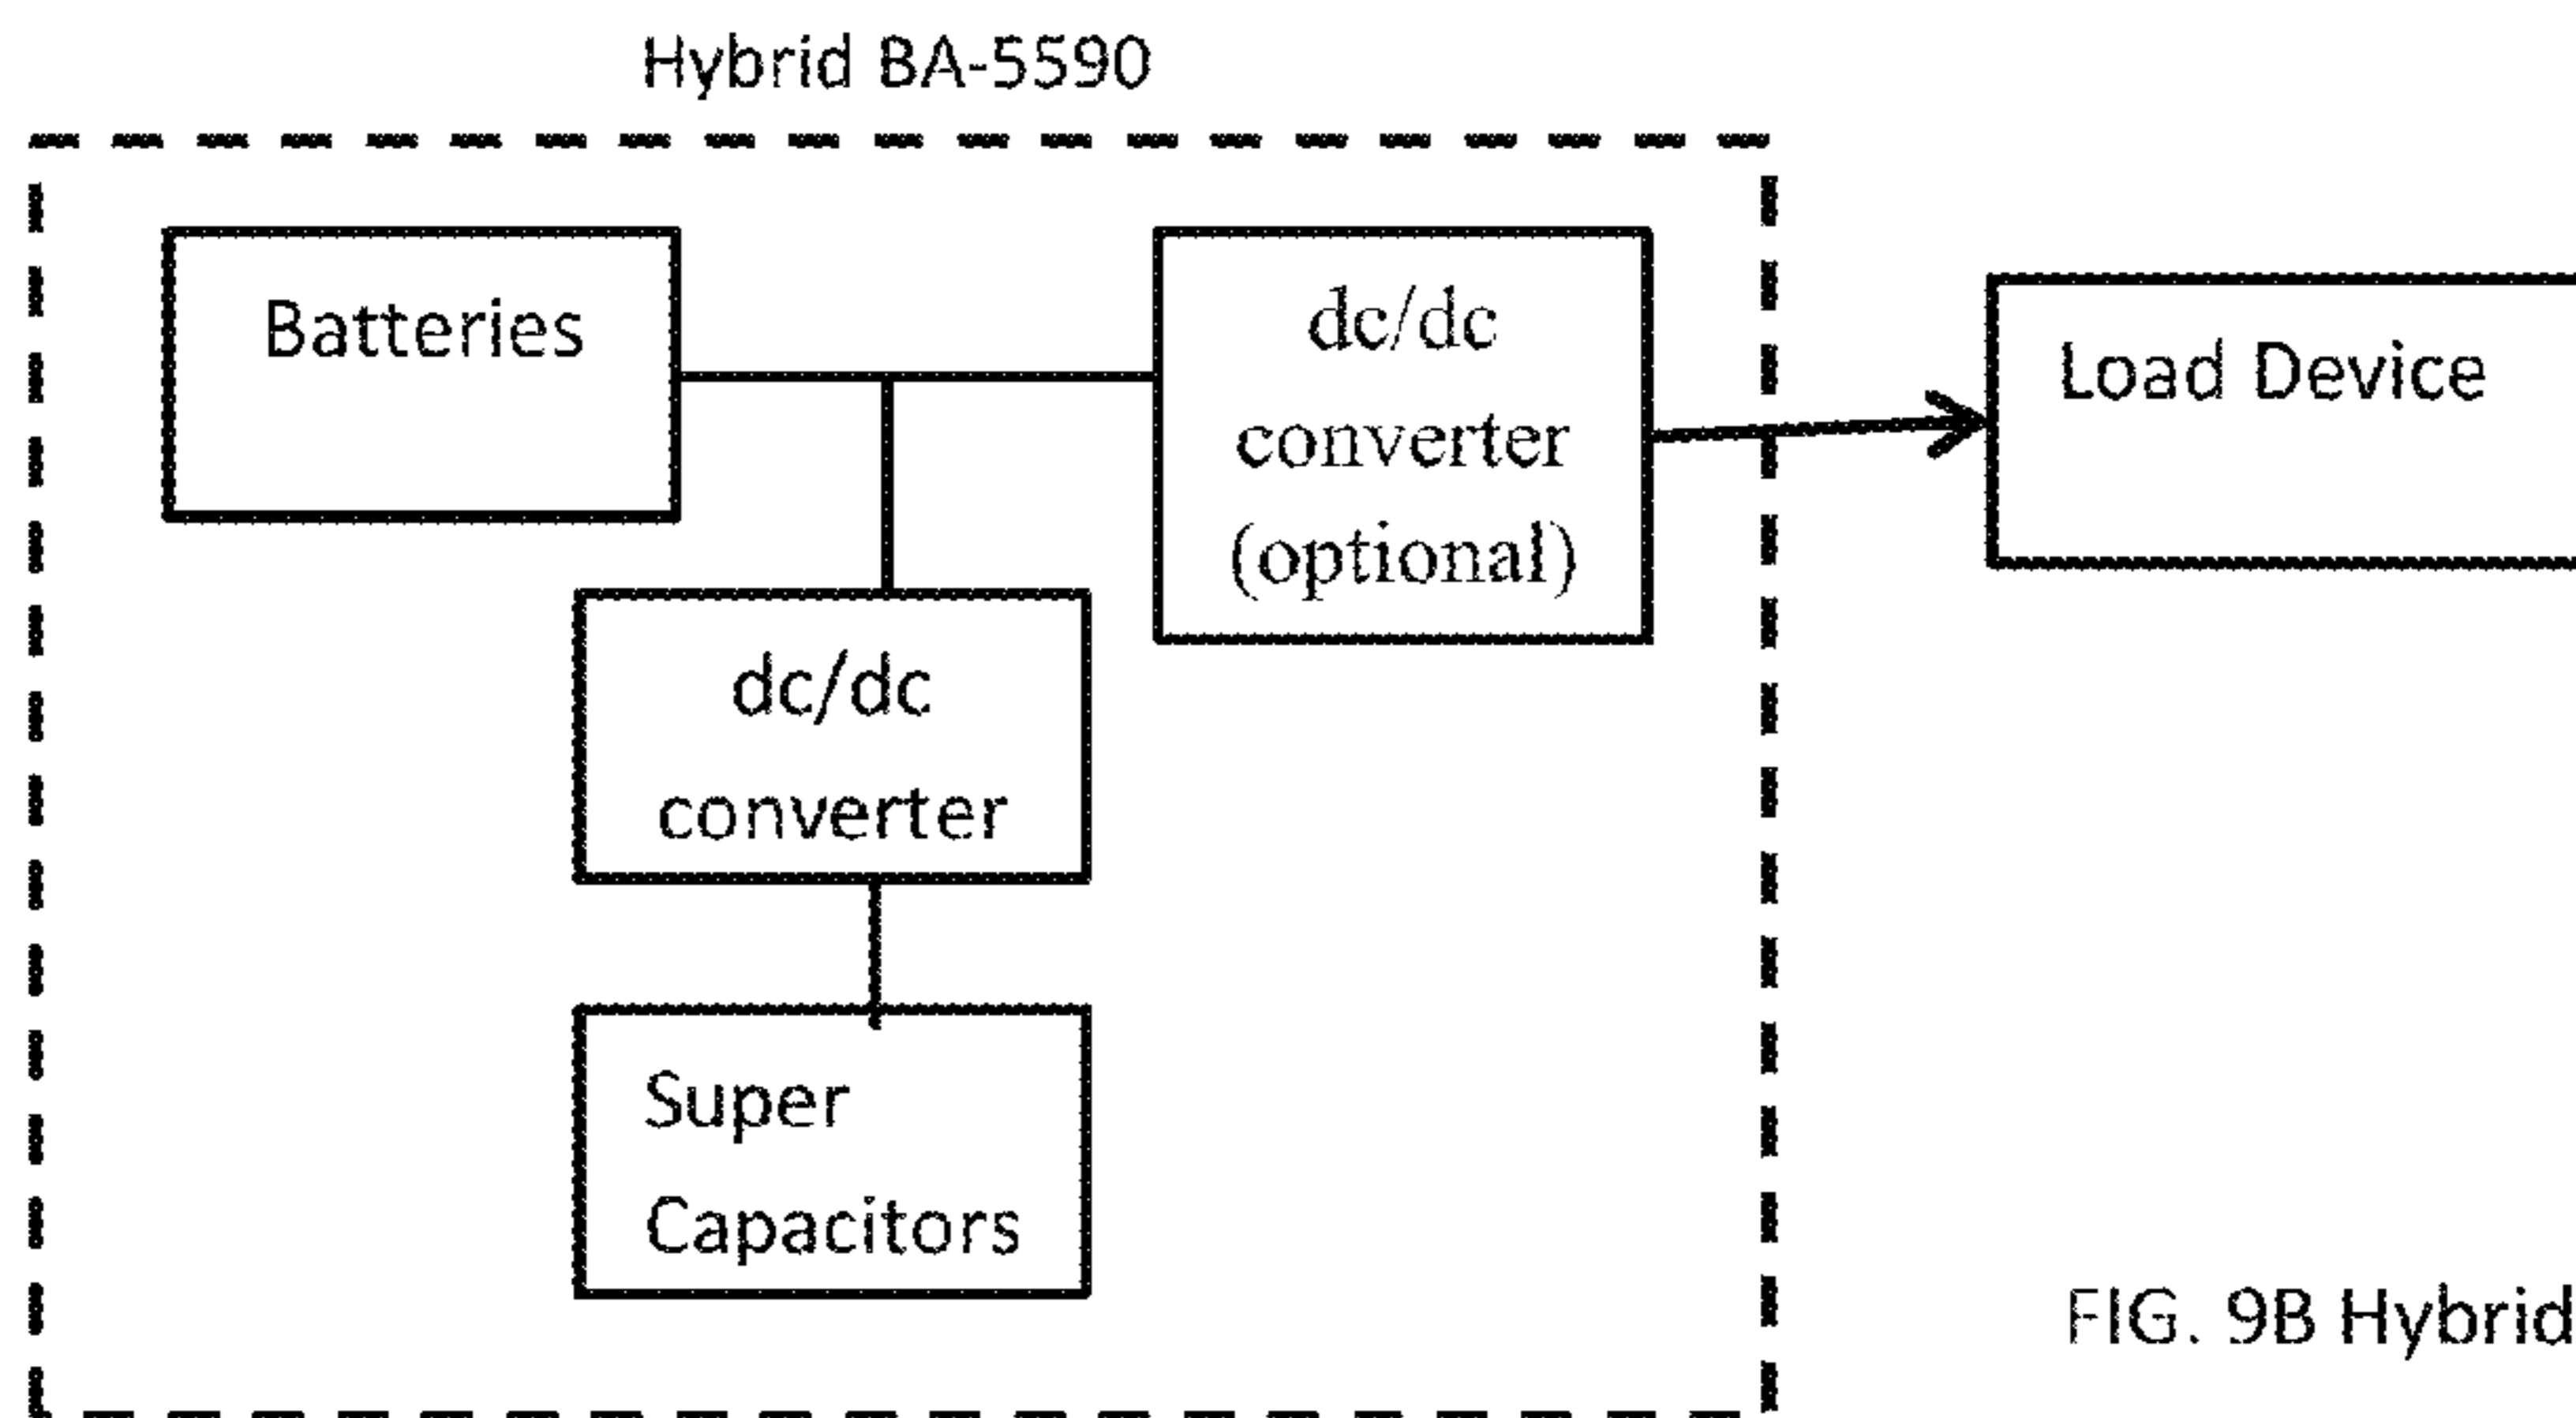 Hybrid BA-5590
Batteries
dc/dc
converter
(optional)
Load Device
dc/dc
converter
Super
Capacitors
FIG. 9B Hybrid